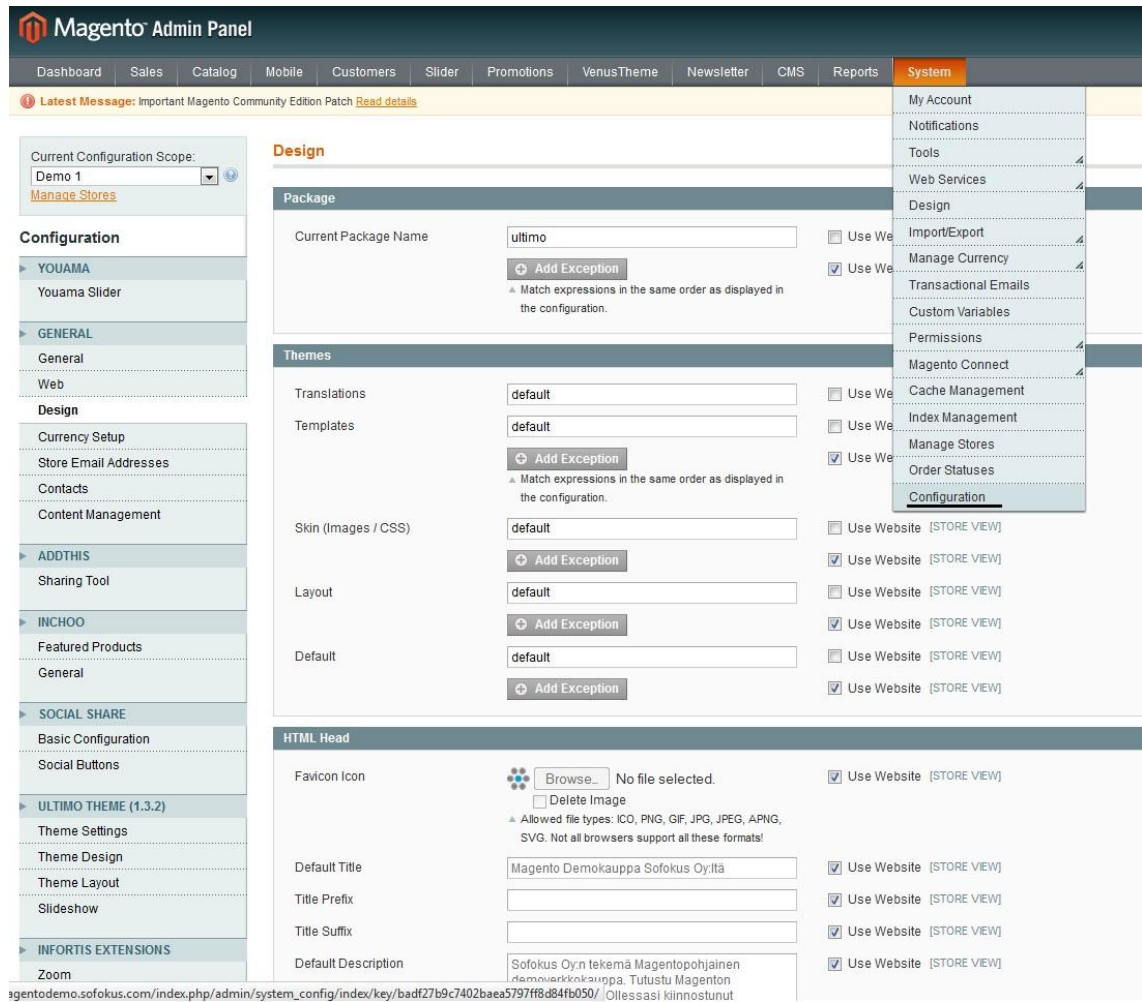 Magento Admin Panel
Dashboard Sales Catalog Mobile Customers Slider Promotions VenusTheme Newsletter CMS Reports System
Latest Message: Important Magento Community Edition Patch Read details
My Account
Notifications
Tools
Web Services
Design
Import/Export
Manage Currency
Transactional Emails
Custom Variables
Permissions
Magento Connect
Cache Management
Index Management
Manage Stores
Order Statuses
Configuration
Current Configuration Scope:
Demo 1
Manage Stores
Configuration
YOUAMA
Youama Slider
GENERAL
General
Web
Design
Currency Setup
Store Email Addresses
Contacts
Content Management
ADDTHIS
Sharing Tool
INCHOO
Featured Products
General
SOCIAL SHARE
Basic Configuration
Social Buttons
ULTIMO THEME (1.3.2)
Theme Settings
Theme Design
Theme Layout
Slideshow
INFORTIS EXTENSIONS
Zoom
Design
Package
Current Package Name ultimo Use We
Add Exception Use We
Match expressions in the same order as displayed in
the configuration.
Themes
Translations default Use We
Templates default Use We
Add Exception Use We
Match expressions in the same order as displayed in
the configuration.
Skin (Images / CSS) default Use Website [STORE VIEW]
Add Exception Use Website [STORE VIEW]
Layout default Use Website [STORE VIEW]
Add Exception Use Website [STORE VIEW]
Default default Use Website [STORE VIEW]
Add Exception Use Website [STORE VIEW]
HTML Head
Favicon Icon Browse... No file selected. Use Website [STORE VIEW]
Delete Image
Allowed file types: ICO, PNG, GIF, JPG, JPEG, APNG,
SVG. Not all browsers support all these formats!
Default Title Magento Demokauppa Sofokus Oy:ltä Use Website [STORE VIEW]
Title Prefix Use Website [STORE VIEW]
Title Suffix Use Website [STORE VIEW]
Default Description Sofokus Oy:n tekemä Magentopohjainen Use Website [STORE VIEW]
demoverkkokauppa. Tutustu Magenton
Ollessasi kiinnostunut
agentodemo.sofokus.com/index.php/admin/system_config/index/key/badf27b9c7402baea5797ff8d84fb050/